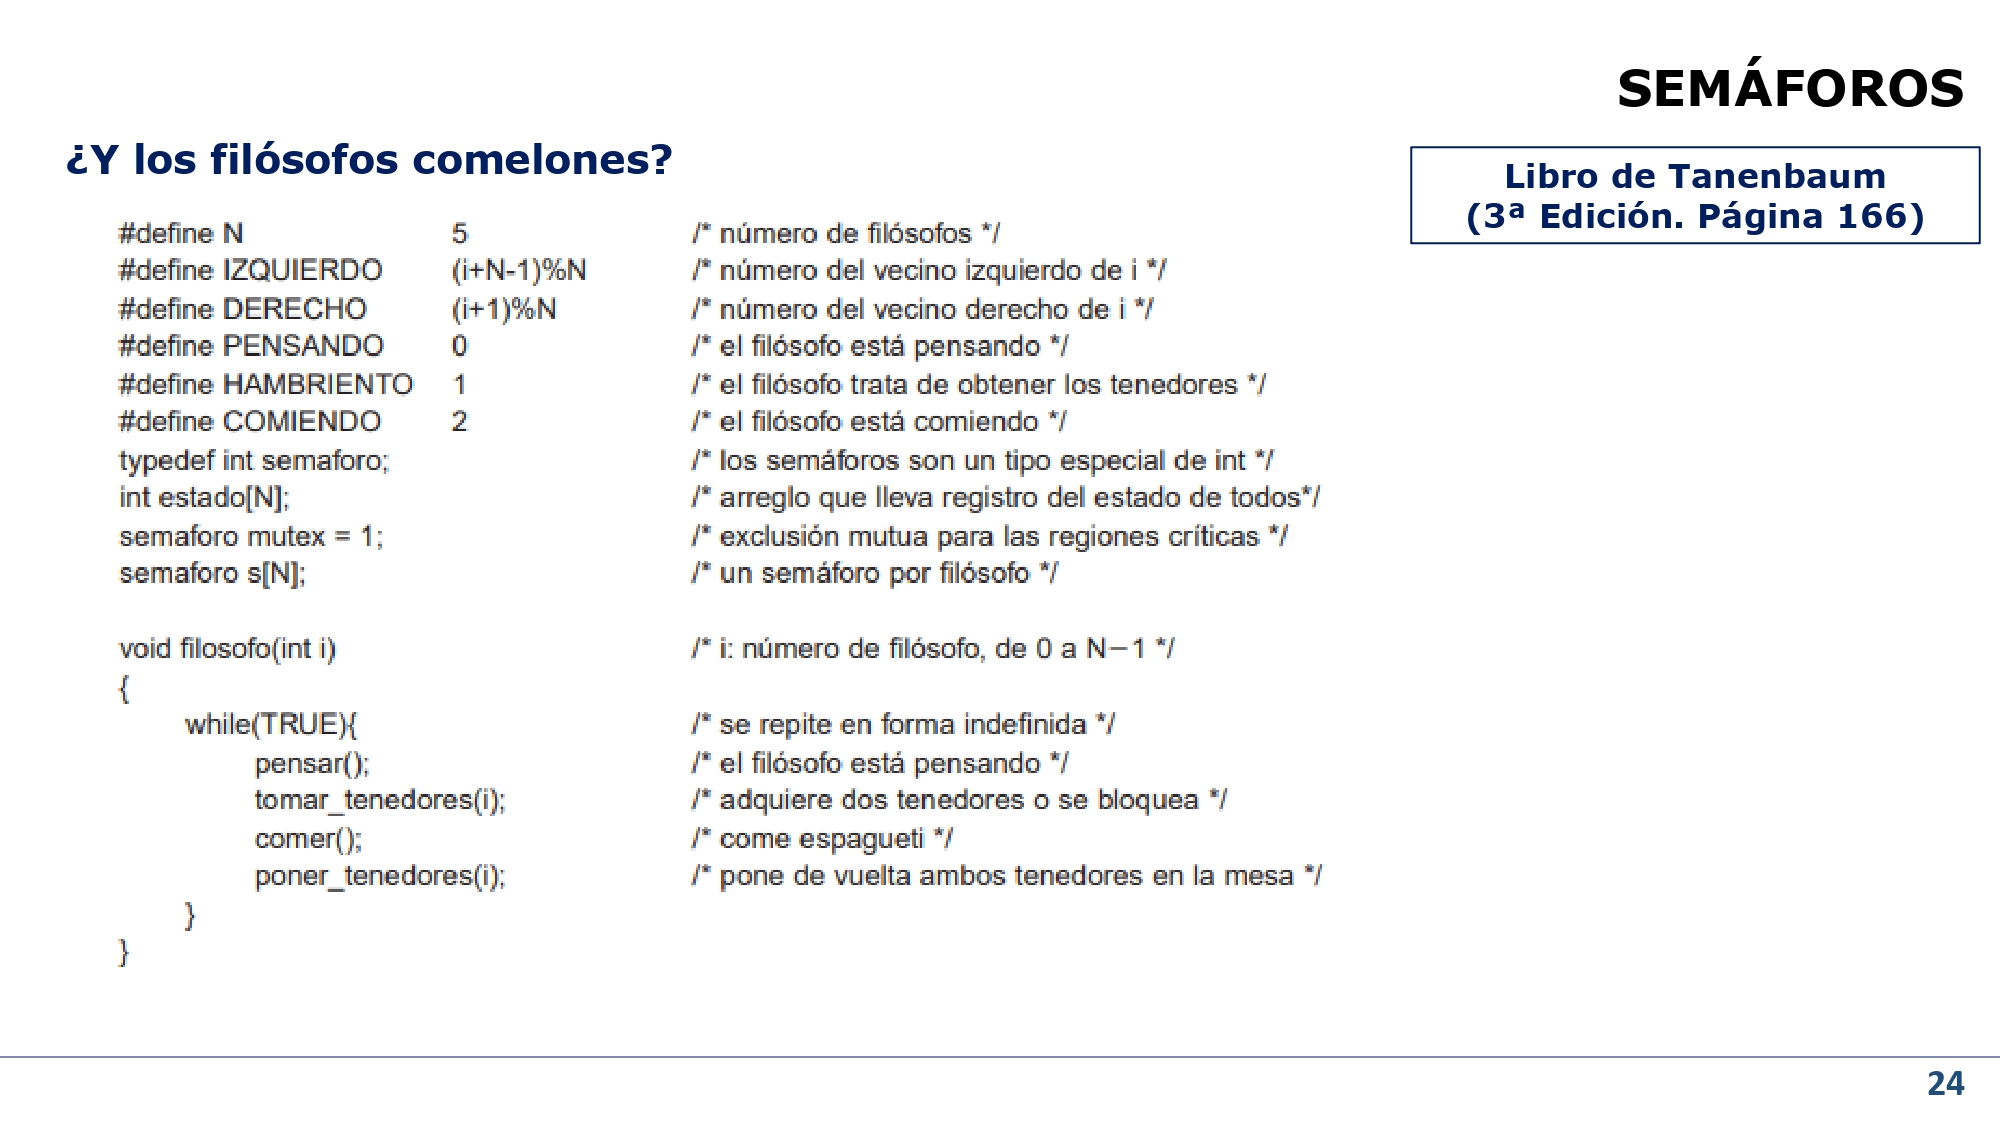 SEMÁFOROS
¿Y los filósofos comelones?
Libro de Tanenbaum
(3ª Edición. Página 166)
#define N 5 /* número de filósofos */
#define IZQUIERDO (i+N-1)%N /* número del vecino izquierdo de i */
#define DERECHO (i+1)%N /* número del vecino derecho de i */
#define PENSANDO 0 /* el filósofo está pensando */
#define HAMBRIENTO 1 /* el filósofo trata de obtener los tenedores */
#define COMIENDO 2 /* el filósofo está comiendo */
typedef int semaforo; /* los semáforos son un tipo especial de int */
int estado[N]; /* arreglo que lleva registro del estado de todos*/
semaforo mutex = 1; /* exclusión mutua para las regiones críticas */
semaforo s[N]; /* un semáforo por filósofo */
void filosofo(int i) /* i: número de filósofo, de 0 a N−1 */
{
while(TRUE){ /* se repite en forma indefinida */
pensar(); /* el filósofo está pensando */
tomar_tenedores(i); /* adquiere dos tenedores o se bloquea */
comer(); /* come espagueti */
poner_tenedores(i); /* pone de vuelta ambos tenedores en la mesa */
}
}
24